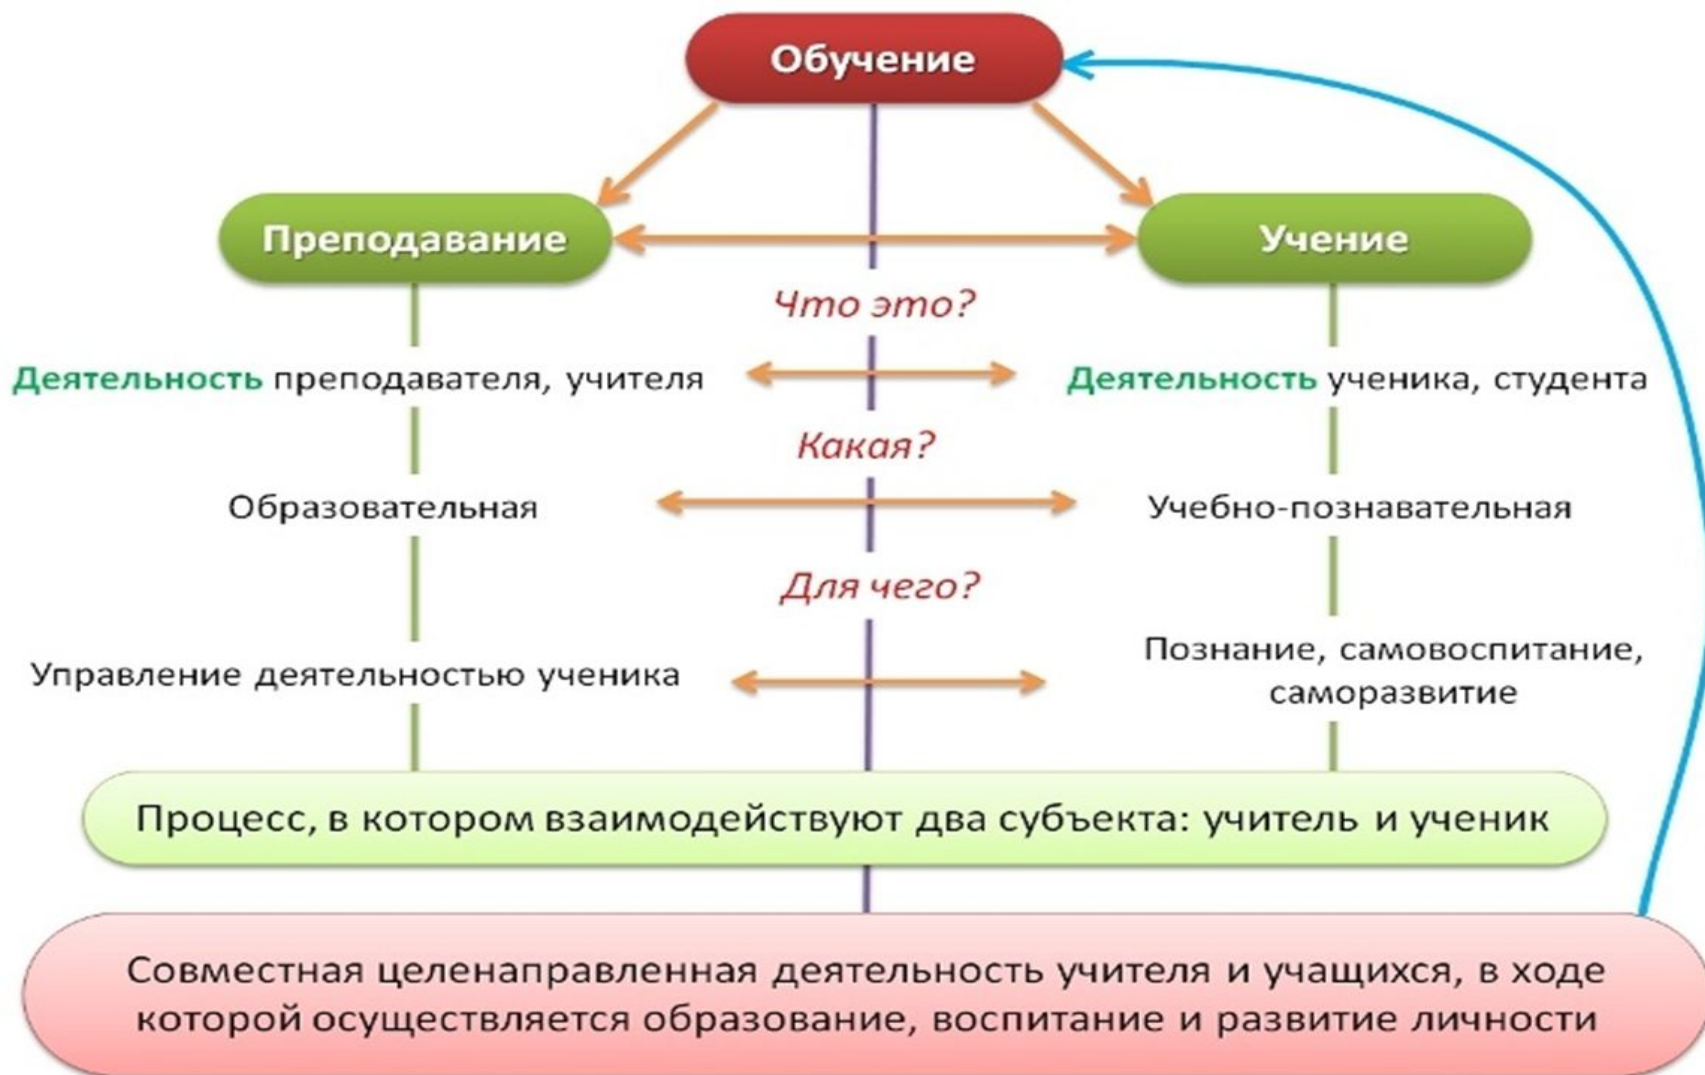 Обучение
Преподавание
Учение
Что это?
Деятельность преподавателя, учителя
Деятельность ученика, студента
Какая?
Образовательная
Учебно-познавательная
Для чего?
Управление деятельностью ученика
Познание, самовоспитание,
саморазвитие
Процесс, в котором взаимодействуют два субъекта: учитель и ученик
Совместная целенаправленная деятельность учителя и учащихся, в ходе
которой осуществляется образование, воспитание и развитие личности